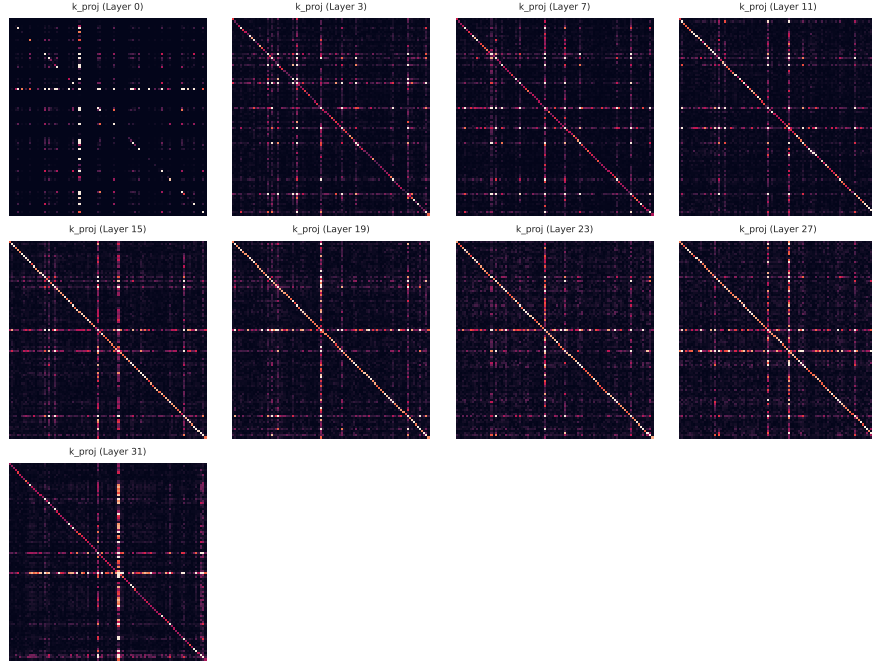 k_proj (Layer 0)
k_proj (Layer 3)
k_proj (Layer 7)
k_proj (Layer 11)
k_proj (Layer 15)
k_proj (Layer 19)
k_proj (Layer 23)
k_proj (Layer 27)
k_proj (Layer 31)